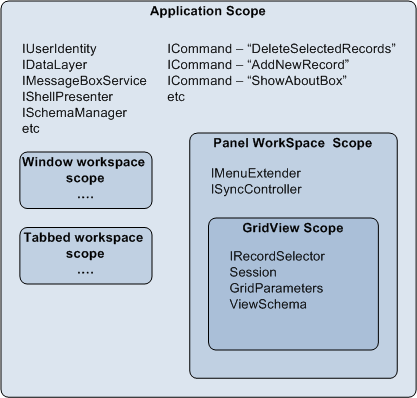 Application Scope
IUserIdentity
IDataLayer
IMessageBoxService
IShellPresenter
ISchemaManager
etc
ICommand – “DeleteSelectedRecords”
ICommand – “AddNewRecord”
ICommand – “ShowAboutBox”
etc
Window workspace
scope
....
Tabbed workspace
scope
....
Panel WorkSpace Scope
IMenuExtender
ISyncController
GridView Scope
IRecordSelector
Session
GridParameters
ViewSchema